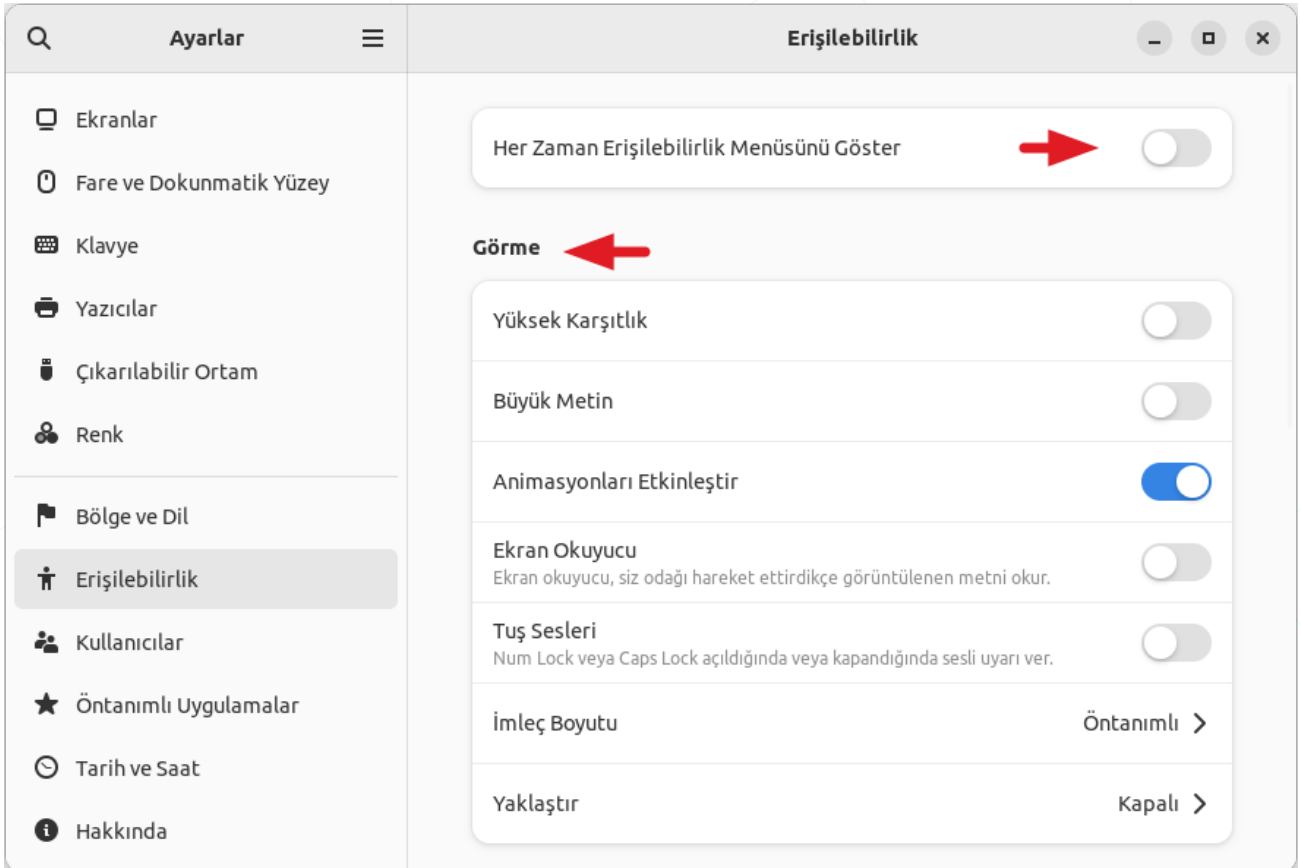 Ayarlar
Erişilebilirlik
Ekranlar
Fare ve Dokunmatik Yüzey
Klavye
Yazıcılar
Çıkarılabilir Ortam
Renk
Bölge ve Dil
Erişilebilirlik
Kullanıcılar
Öntanımlı Uygulamalar
Tarih ve Saat
Hakkında
Her Zaman Erişilebilirlik Menüsünü Göster
Görme
Yüksek Karşıtlık
Büyük Metin
Animasyonları Etkinleştir
Ekran Okuyucu
Ekran okuyucu, siz odağı hareket ettirdikçe görüntülenen metni okur.
Tuş Sesleri
Num Lock veya Caps Lock açıldığında veya kapandığında sesli uyarı ver.
İmleç Boyutu Öntanımlı
Yaklaştır Kapalı